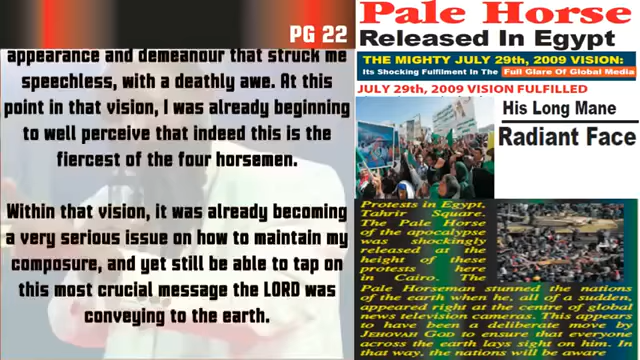 PG 22
appearance and demeanour that struck me
speechless, with a deathly awe. At this
point in that vision, I was already beginning
to well perceive that indeed this is the
fiercest of the four horsemen.
Within that vision, it was already becoming
a very serious issue on how to maintain my
composure, and yet still be able to tap on
this most crucial message the LORD was
conveying to the earth.
Pale Horse
Released In Egypt
THE MIGHTY JULY 29th, 2009 VISION:
Its Shocking Fulfilment In The Full Glare Of Global Media
JULY 29th, 2009 VISION FULFILLED
His Long Mane
Radiant Face
Protests in Egypt,
Tahrir Square.
The Pale Horse
of the apocalypse
was shockingly
released at the
height of these
protests here
in Cairo. The
Pale Horseman stunned the nations
of the earth when he, all of a sudden,
appeared right at the centre of global
news television cameras. This appears
to have been a deliberate move by
JEHOVAH GOD to ensure that everyone
across the earth lays sight on him. In
that way, the nations will be aware